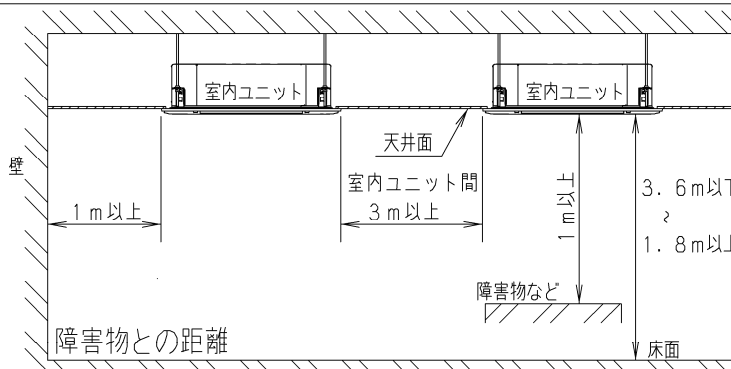 室内ユニット
室内ユニット
天井面
壁
室内ユニット間
1m以上
3m以上
1m以上
3.6m以下
~
1.8m以上
障害物など
障害物との距離
床面